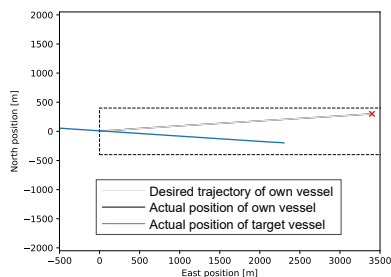 2000
1500
1000
500
0
−500
−1000
−1500
−2000
North position [m]
Desired trajectory of own vessel
Actual position of own vessel
Actual position of target vessel
−500 0 500 1000 1500 2000 2500 3000 3500
East position [m]